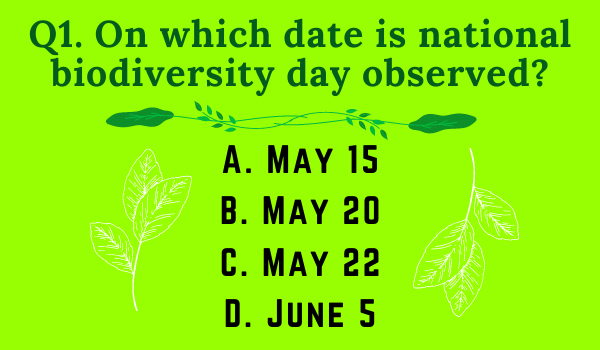 Q1. On which date is national
biodiversity day observed?
A. May 15
B. May 20
C. May 22
D. June 5